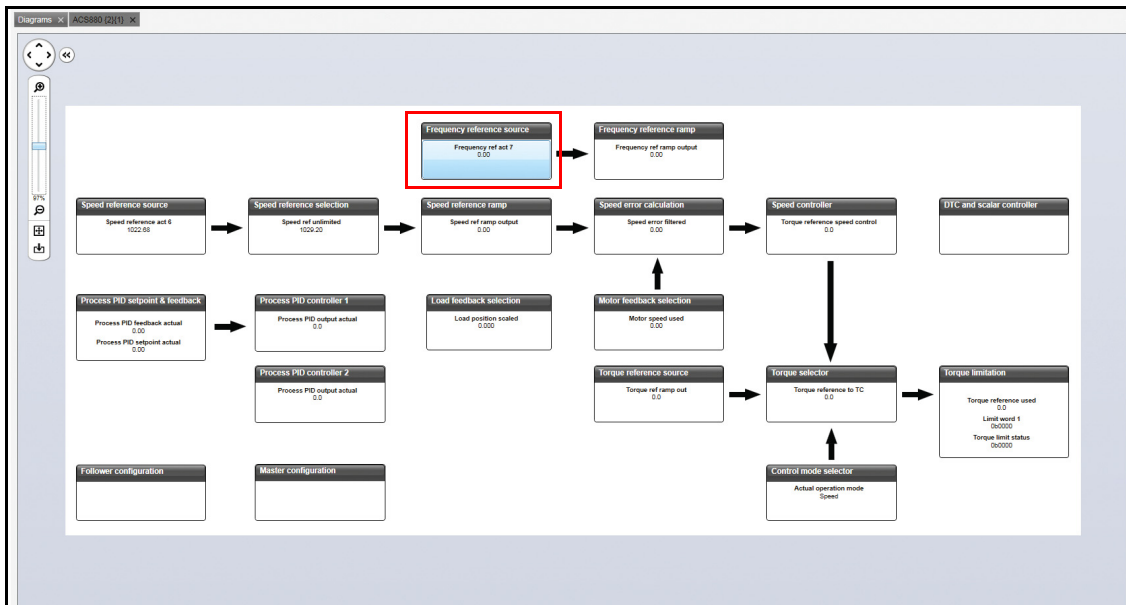 Diagrams
ACS880 {2}{1}
97%
Frequency reference source
Frequency ref act 7
0.00
Frequency reference ramp
Frequency ref ramp output
0.00
Speed reference source
Speed reference act 6
1022.68
Speed reference selection
Speed ref unlimited
1029.20
Speed reference ramp
Speed ref ramp output
0.00
Speed error calculation
Speed error filtered
0.00
Speed controller
Torque reference speed control
0.0
DTC and scalar controller
Process PID setpoint & feedback
Process PID feedback actual
0.00
Process PID setpoint actual
0.00
Process PID controller 1
Process PID output actual
0.0
Load feedback selection
Load position scaled
0.000
Motor feedback selection
Motor speed used
0.00
Process PID controller 2
Process PID output actual
0.0
Torque reference source
Torque ref ramp out
0.0
Torque selector
Torque reference to TC
0.0
Torque limitation
Torque reference used
0.0
Limit word 1
0b0000
Torque limit status
0b0000
Follower configuration
Master configuration
Control mode selector
Actual operation mode
Speed